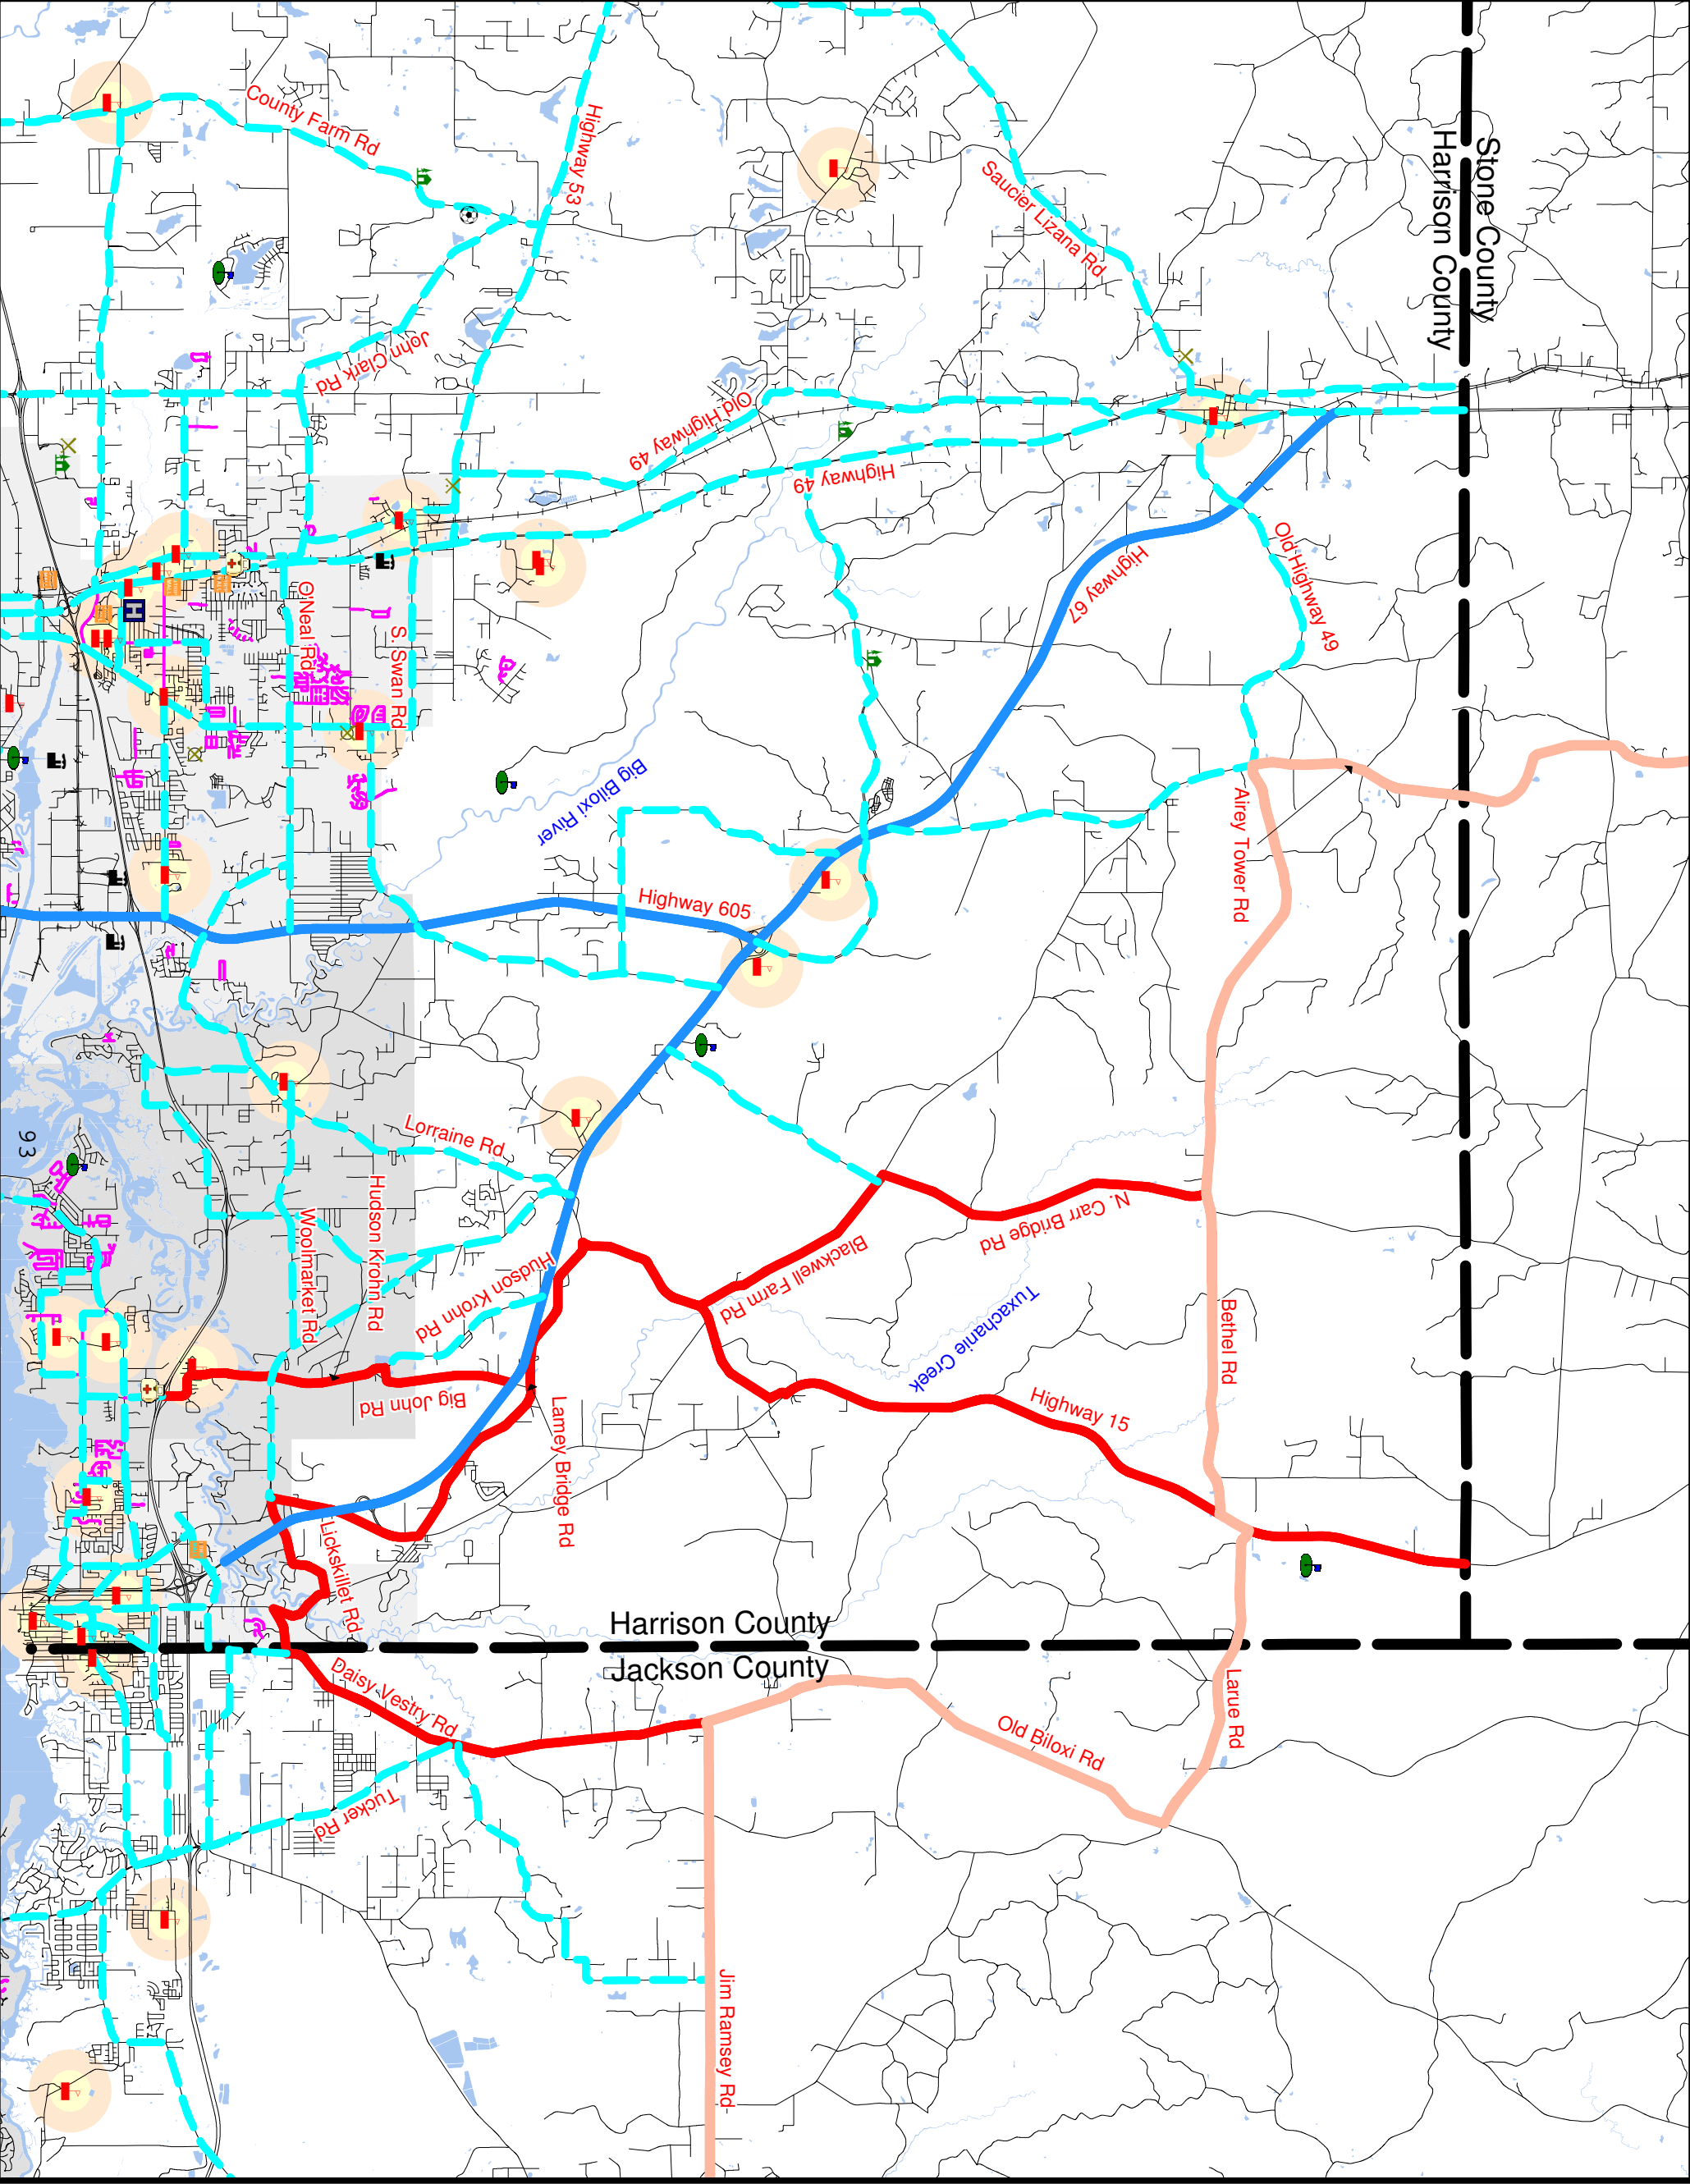 County Farm Rd
Highway 53
Saucier Lizana Rd
Stone County
Harrison County
John Clark Rd
Old Highway 49
Highway 49
Old Highway 49
Highway 67
O'Neal Rd
S. Swan Rd
H
Big Biloxi River
Airey Tower Rd
Highway 605
Lorraine Rd
93
Hudson Krohn Rd
Woolmarket Rd
Hudson Krohn Rd
N. Carr Bridge Rd
Blackwell Farm Rd
Tuxachanie Creek
Bethel Rd
Big John Rd
Lamey Bridge Rd
Highway 15
Lickskillet Rd
Harrison County
Jackson County
Daisy Vestry Rd
Larue Rd
Old Biloxi Rd
Tucker Rd
Jim Ramsey Rd